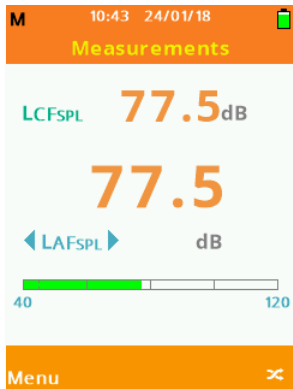 M 10:43 24/01/18
Measurements
LCFSPL 77.5dB
77.5
LAFSPL dB
40 120
Menu